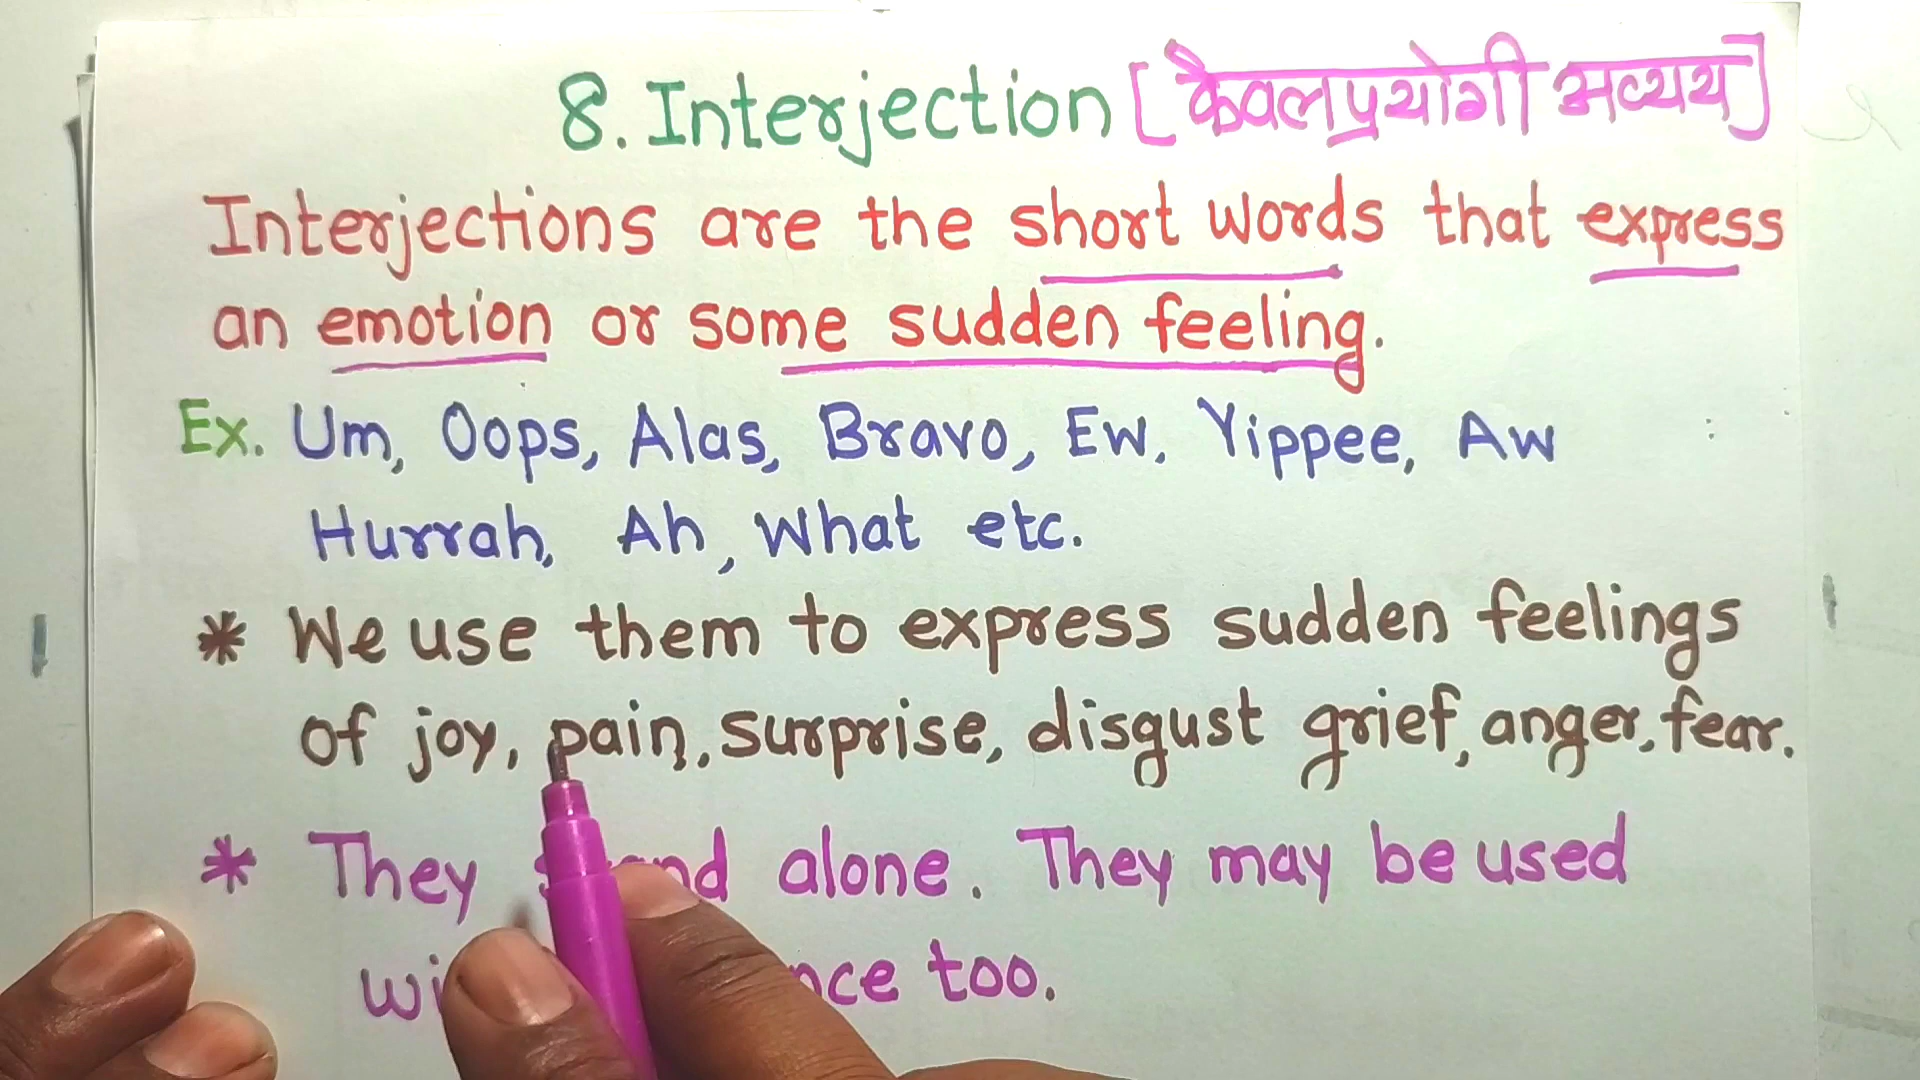 8. Interjection [केवलप्रयोगी अव्यय]
Interjections are the short words that express
an emotion or some sudden feeling.
Ex. Um, Oops, Alas, Bravo, Ew, Yippee, Aw
Hurrah, Ah, What etc.
* We use them to express sudden feelings
of joy, pain, surprise, disgust grief, anger, fear.
* They alone. They may be used
too.